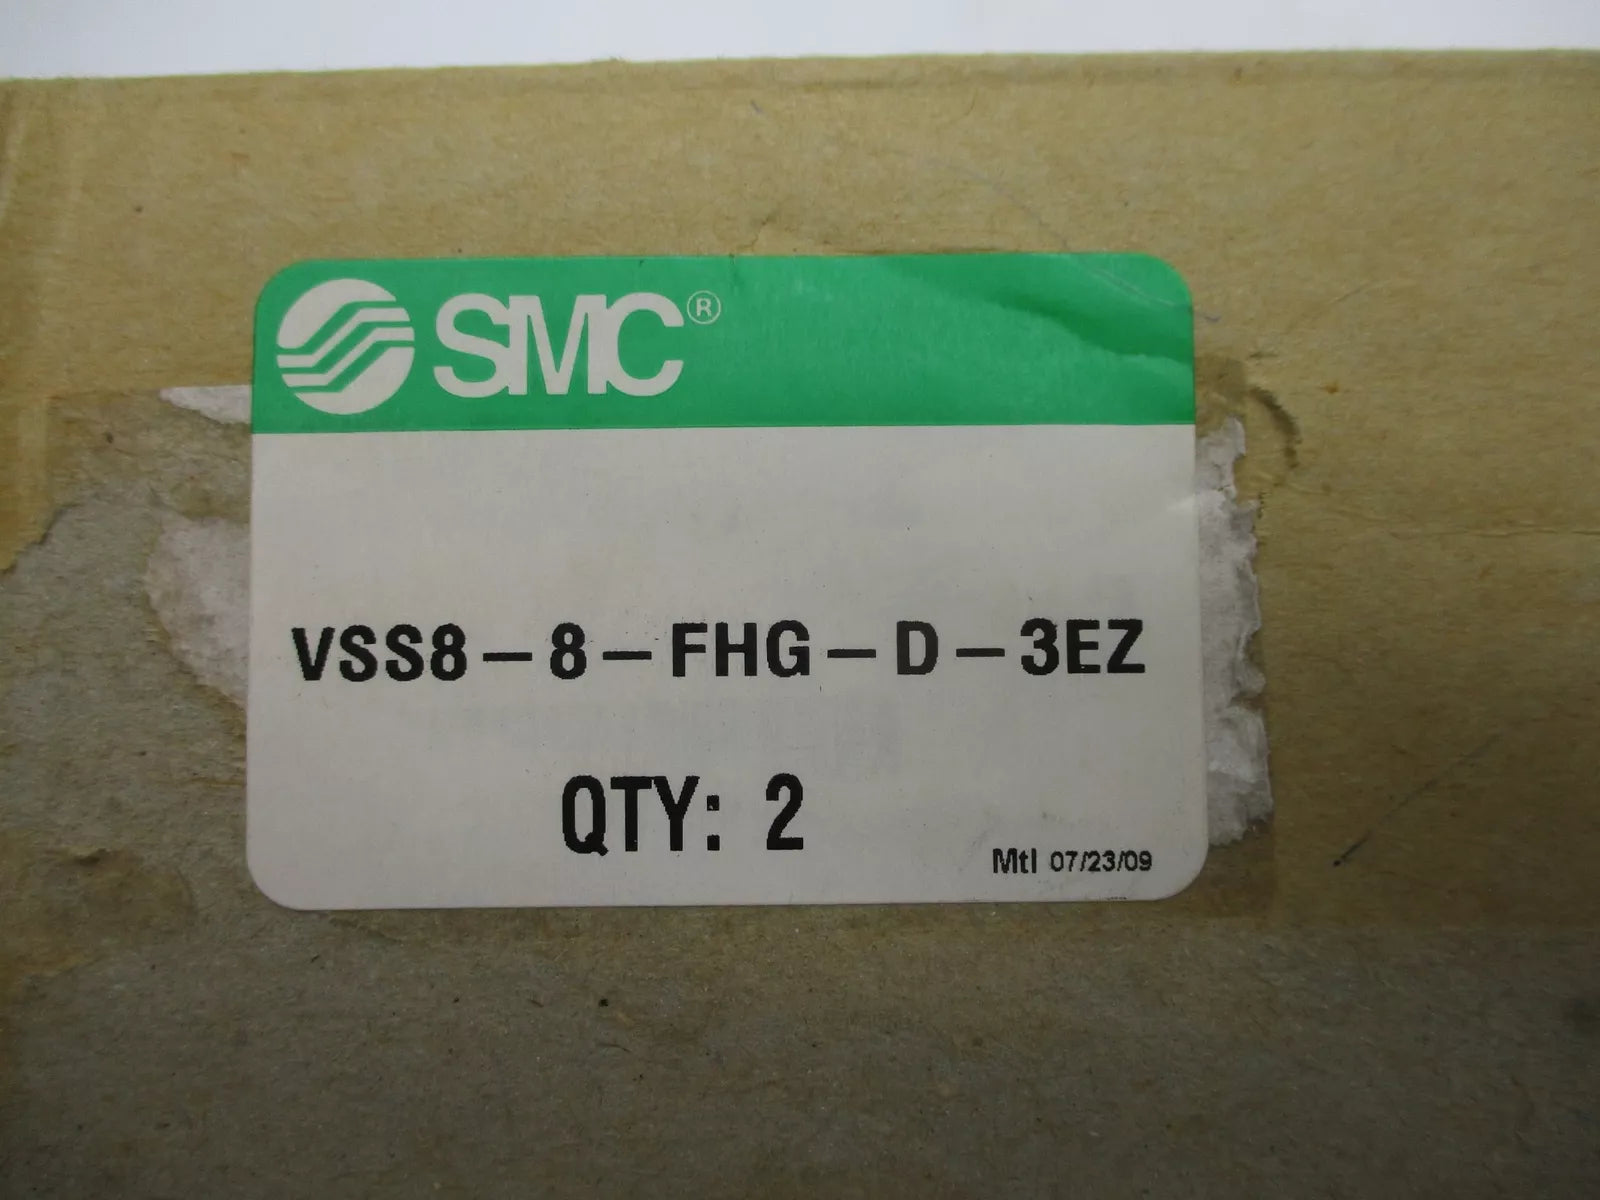 SMC®
VSS8-8-FHG-D-3EZ
QTY: 2
Mtl 07/23/09